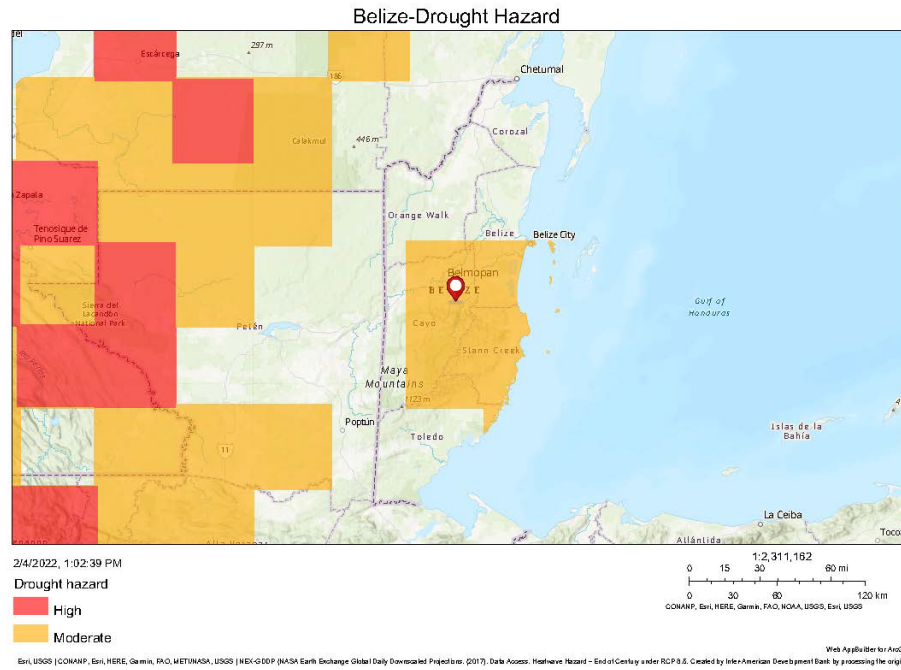 Belize-Drought Hazard
Escárcega
297 m
186
Chetumal
Corozal
Calakmul
446 m
Zapata
Orange Walk
Tenosique de
Pino Suarez
Belize
Belize City
Belmopan
BELIZE
Sierra del
Lacandón
National Park
Gulf of
Honduras
Petén
Cayo
Stann Creek
Maya
Mountains
1123 m
Poptún
Toledo
11
Islas de la
Bahía
La Ceiba
Atlántida
2/4/2022, 1:02:39 PM
Drought hazard
High
Moderate
1:2,311,162
0 15 30 60 mi
0 30 60 120 km
CONANP, Esri, HERE, Garmin, FAO, NOAA, USGS, Esri, USGS
Web AppBuilder for Arc
Esri, USGS | CONANP, Esri, HERE, Garmin, FAO, METI/NASA, USGS | NEX-GDDP (NASA Earth Exchange Global Daily Downscaled Projections. (2017). Data Access. Heatwave Hazard – End of Century under RCP 8.5. Created by Inter-American Development Bank by processing the origi